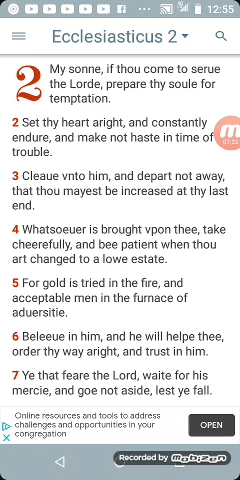 12:55
Ecclesiasticus 2
2 My sonne, if thou come to serue
the Lorde, prepare thy soule for
temptation.
2 Set thy heart aright, and constantly
endure, and make not haste in time of
trouble.
3 Cleaue vnto him, and depart not away,
that thou mayest be increased at thy last
end.
4 Whatsoeuer is brought vpon thee, take
cheerefully, and bee patient when thou
art changed to a lowe estate.
5 For gold is tried in the fire, and
acceptable men in the furnace of
aduersitie.
6 Beleeue in him, and he will helpe thee,
order thy way aright, and trust in him.
7 Ye that feare the Lord, waite for his
mercie, and goe not aside, lest ye fall.
Online resources and tools to address
challenges and opportunities in your
congregation
OPEN
Recorded by mobizen